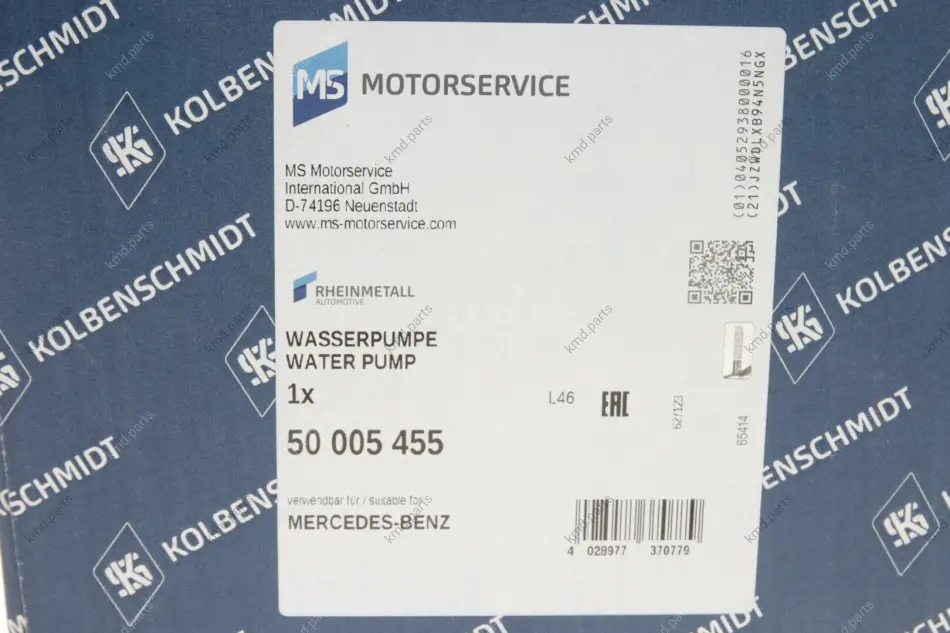 MS MOTORSERVICE
MS Motorservice
International GmbH
D-74196 Neuenstadt
www.ms-motorservice.com
RHEINMETALL
AUTOMOTIVE
WASSERPUMPE
WATER PUMP
1x
L46
EAC
50 005 455
verwendbar für / suitable for
MERCEDES-BENZ
4 028977 370779
(01)04052938000016
(21)JZWDLXB94N5NGX
65414
KOLBENSCHMIDT
KOLBENSCHMIDT
KOLBENSCHMIDT
kmd.parts